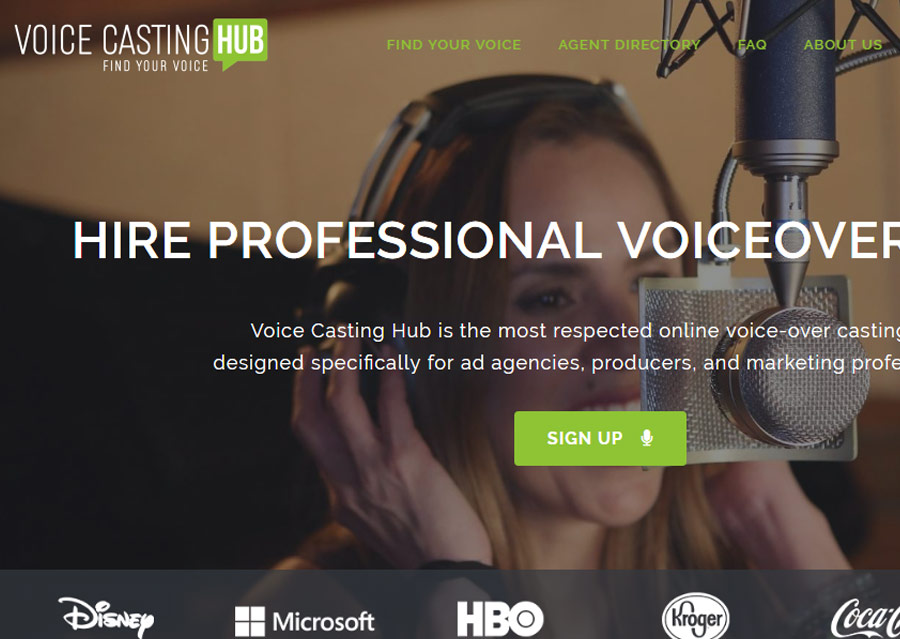 VOICE CASTING HUB
FIND YOUR VOICE
FIND YOUR VOICE AGENT DIRECTORY FAQ ABOUT US
HIRE PROFESSIONAL VOICEOVER
Voice Casting Hub is the most respected online voice-over casting
designed specifically for ad agencies, producers, and marketing profe
SIGN UP
Disney Microsoft HBO Kroger Coca-C